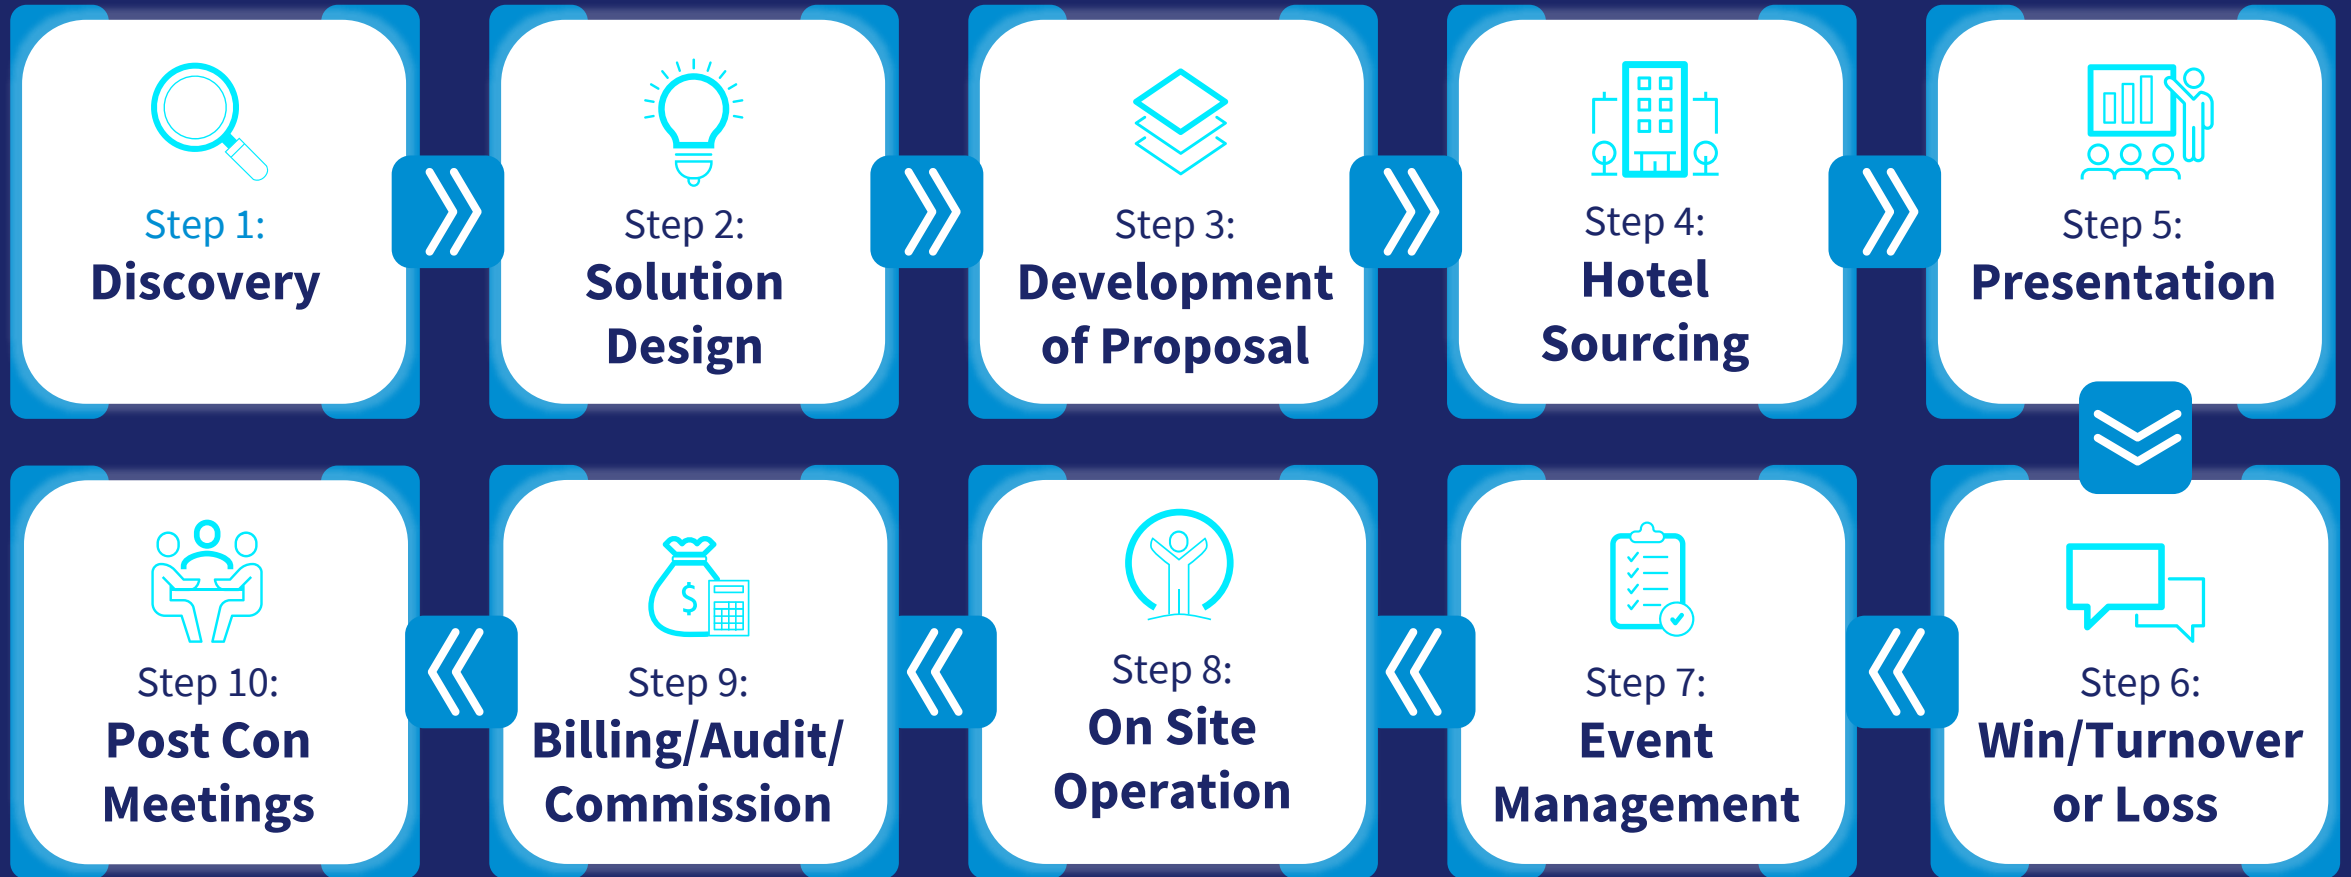 Step 1:
Discovery
Step 2:
Solution
Design
Step 3:
Development
of Proposal
Step 4:
Hotel
Sourcing
Step 5:
Presentation
Step 6:
Win/Turnover
or Loss
Step 7:
Event
Management
Step 8:
On Site
Operation
Step 9:
Billing/Audit/
Commission
Step 10:
Post Con
Meetings
$